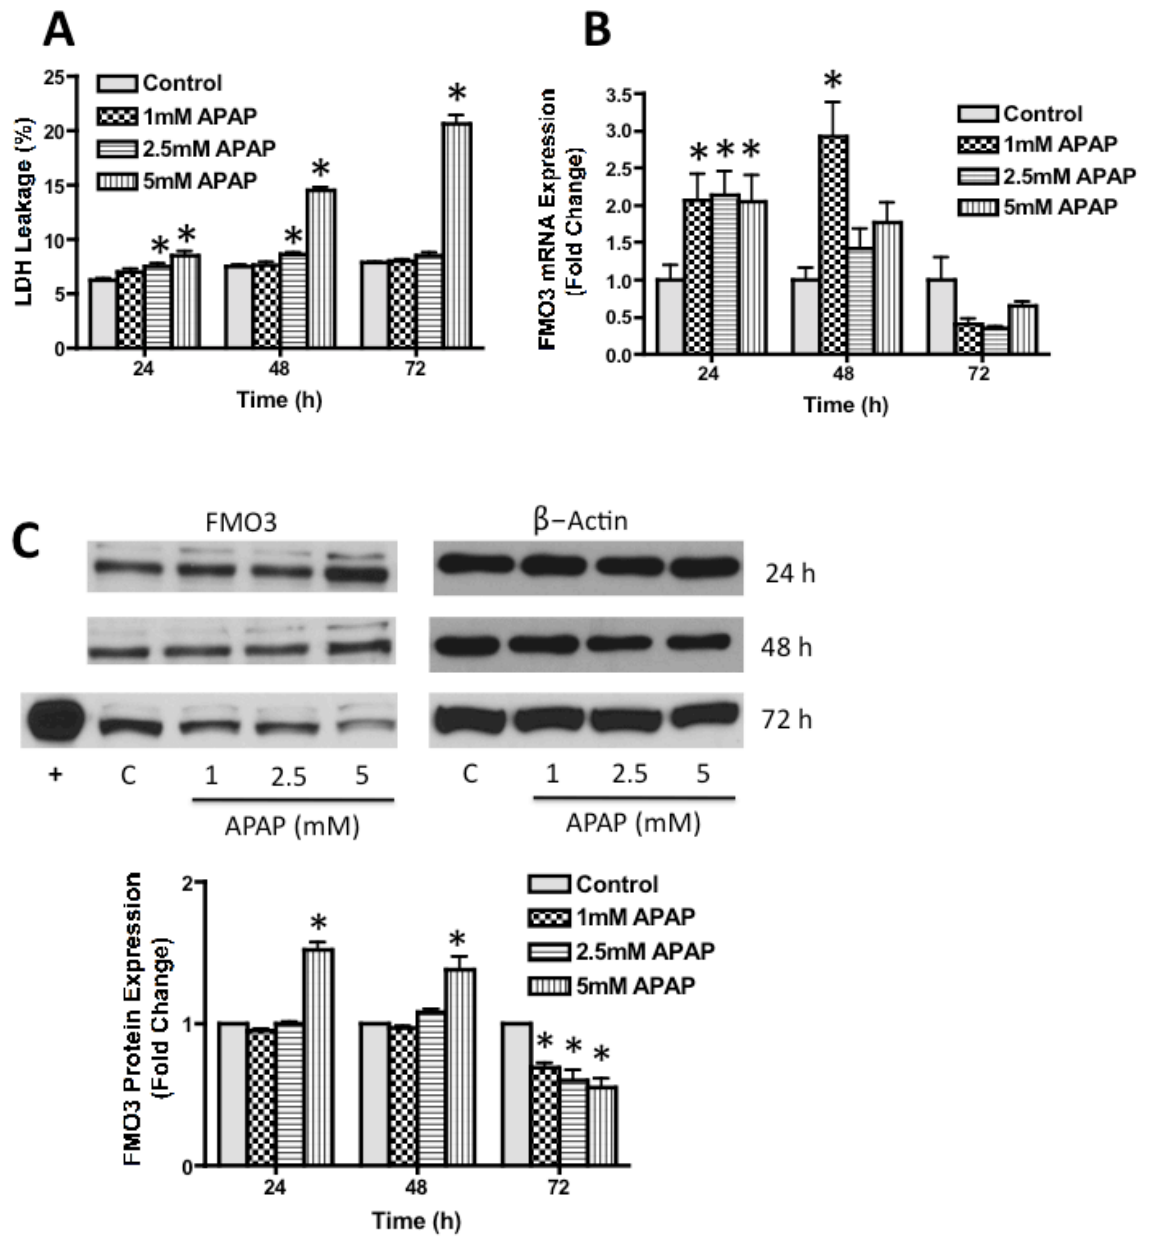 A
LDH Leakage (%)
25
20
15
10
5
0
Control
1mM APAP
2.5mM APAP
5mM APAP
* * * * *
24 48 72
Time (h)
B
FMO3 mRNA Expression
(Fold Change)
3.5
3.0
2.5
2.0
1.5
1.0
0.5
0.0
Control
1mM APAP
2.5mM APAP
5mM APAP
* * * *
24 48 72
Time (h)
C
FMO3 β-Actin
24 h
48 h
72 h
+ C 1 2.5 5 C 1 2.5 5
APAP (mM) APAP (mM)
FMO3 Protein Expression
(Fold Change)
2
1
0
Control
1mM APAP
2.5mM APAP
5mM APAP
* * * * *
24 48 72
Time (h)